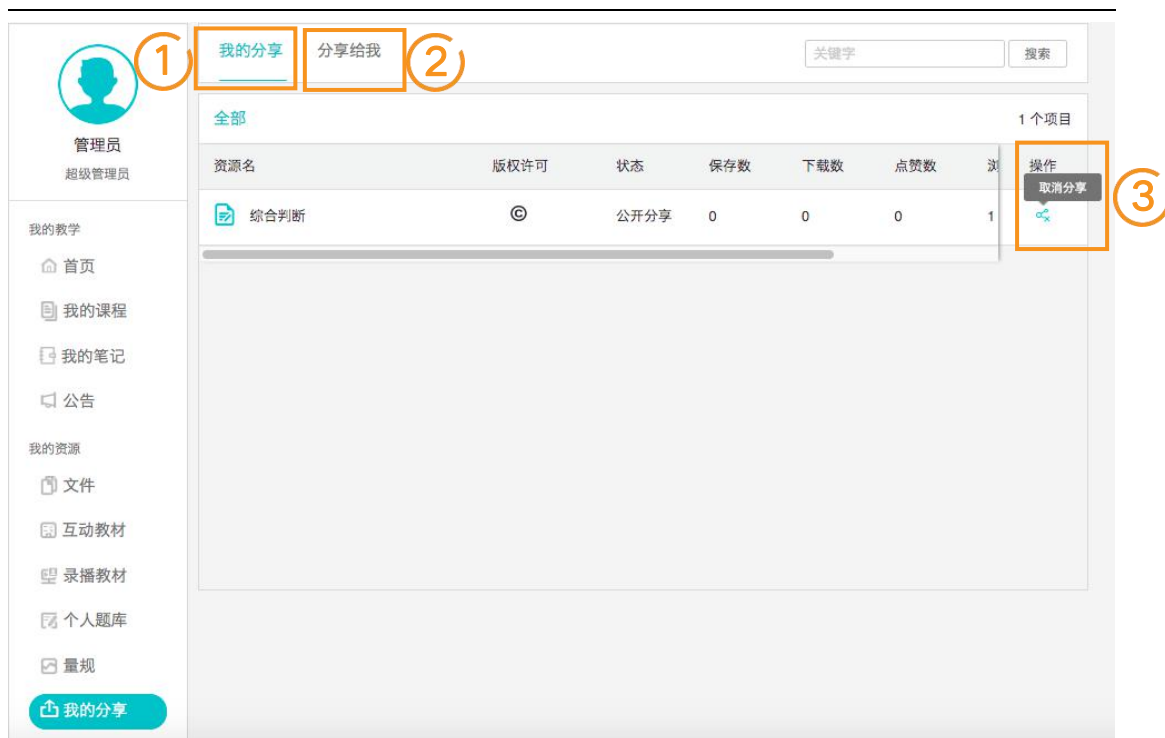 ①
我的分享 分享给我
②
关键字
搜索
管理员
超级管理员
全部
1 个项目
资源名 版权许可 状态 保存数 下载数 点赞数 浏 操作
取消分享
③
综合判断 © 公开分享 0 0 0 1
我的教学
首页
我的课程
我的笔记
公告
我的资源
文件
互动教材
录播教材
个人题库
量规
我的分享